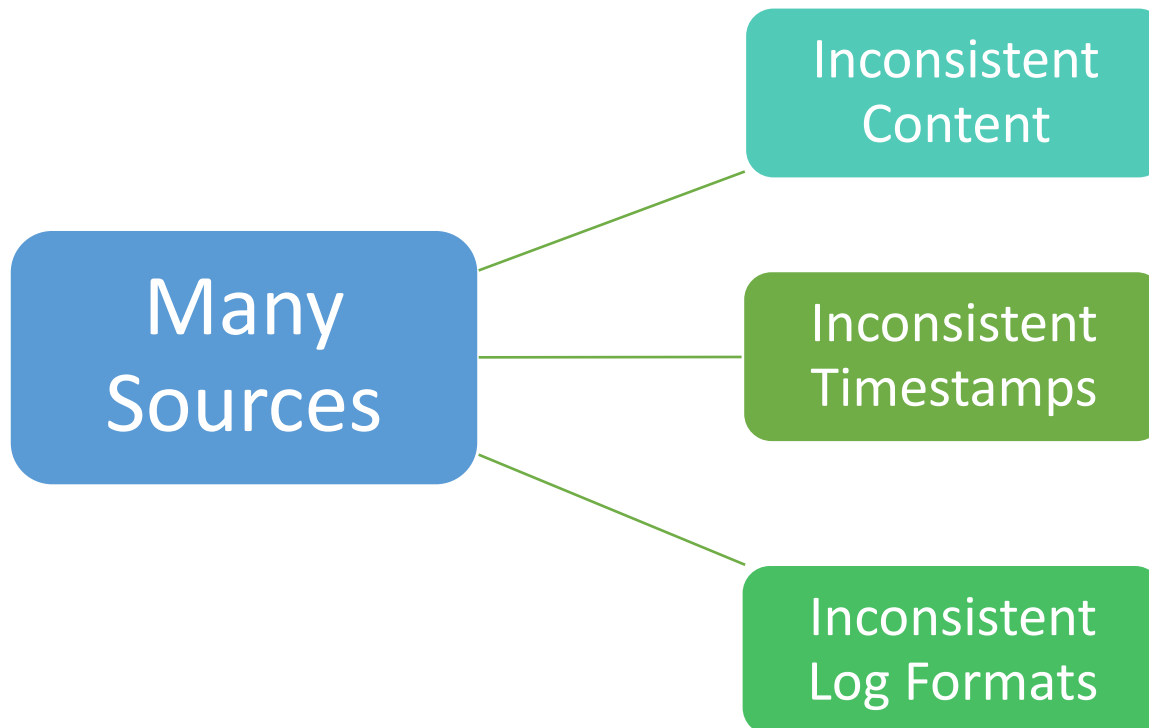 Many
Sources
Inconsistent
Content
Inconsistent
Timestamps
Inconsistent
Log Formats